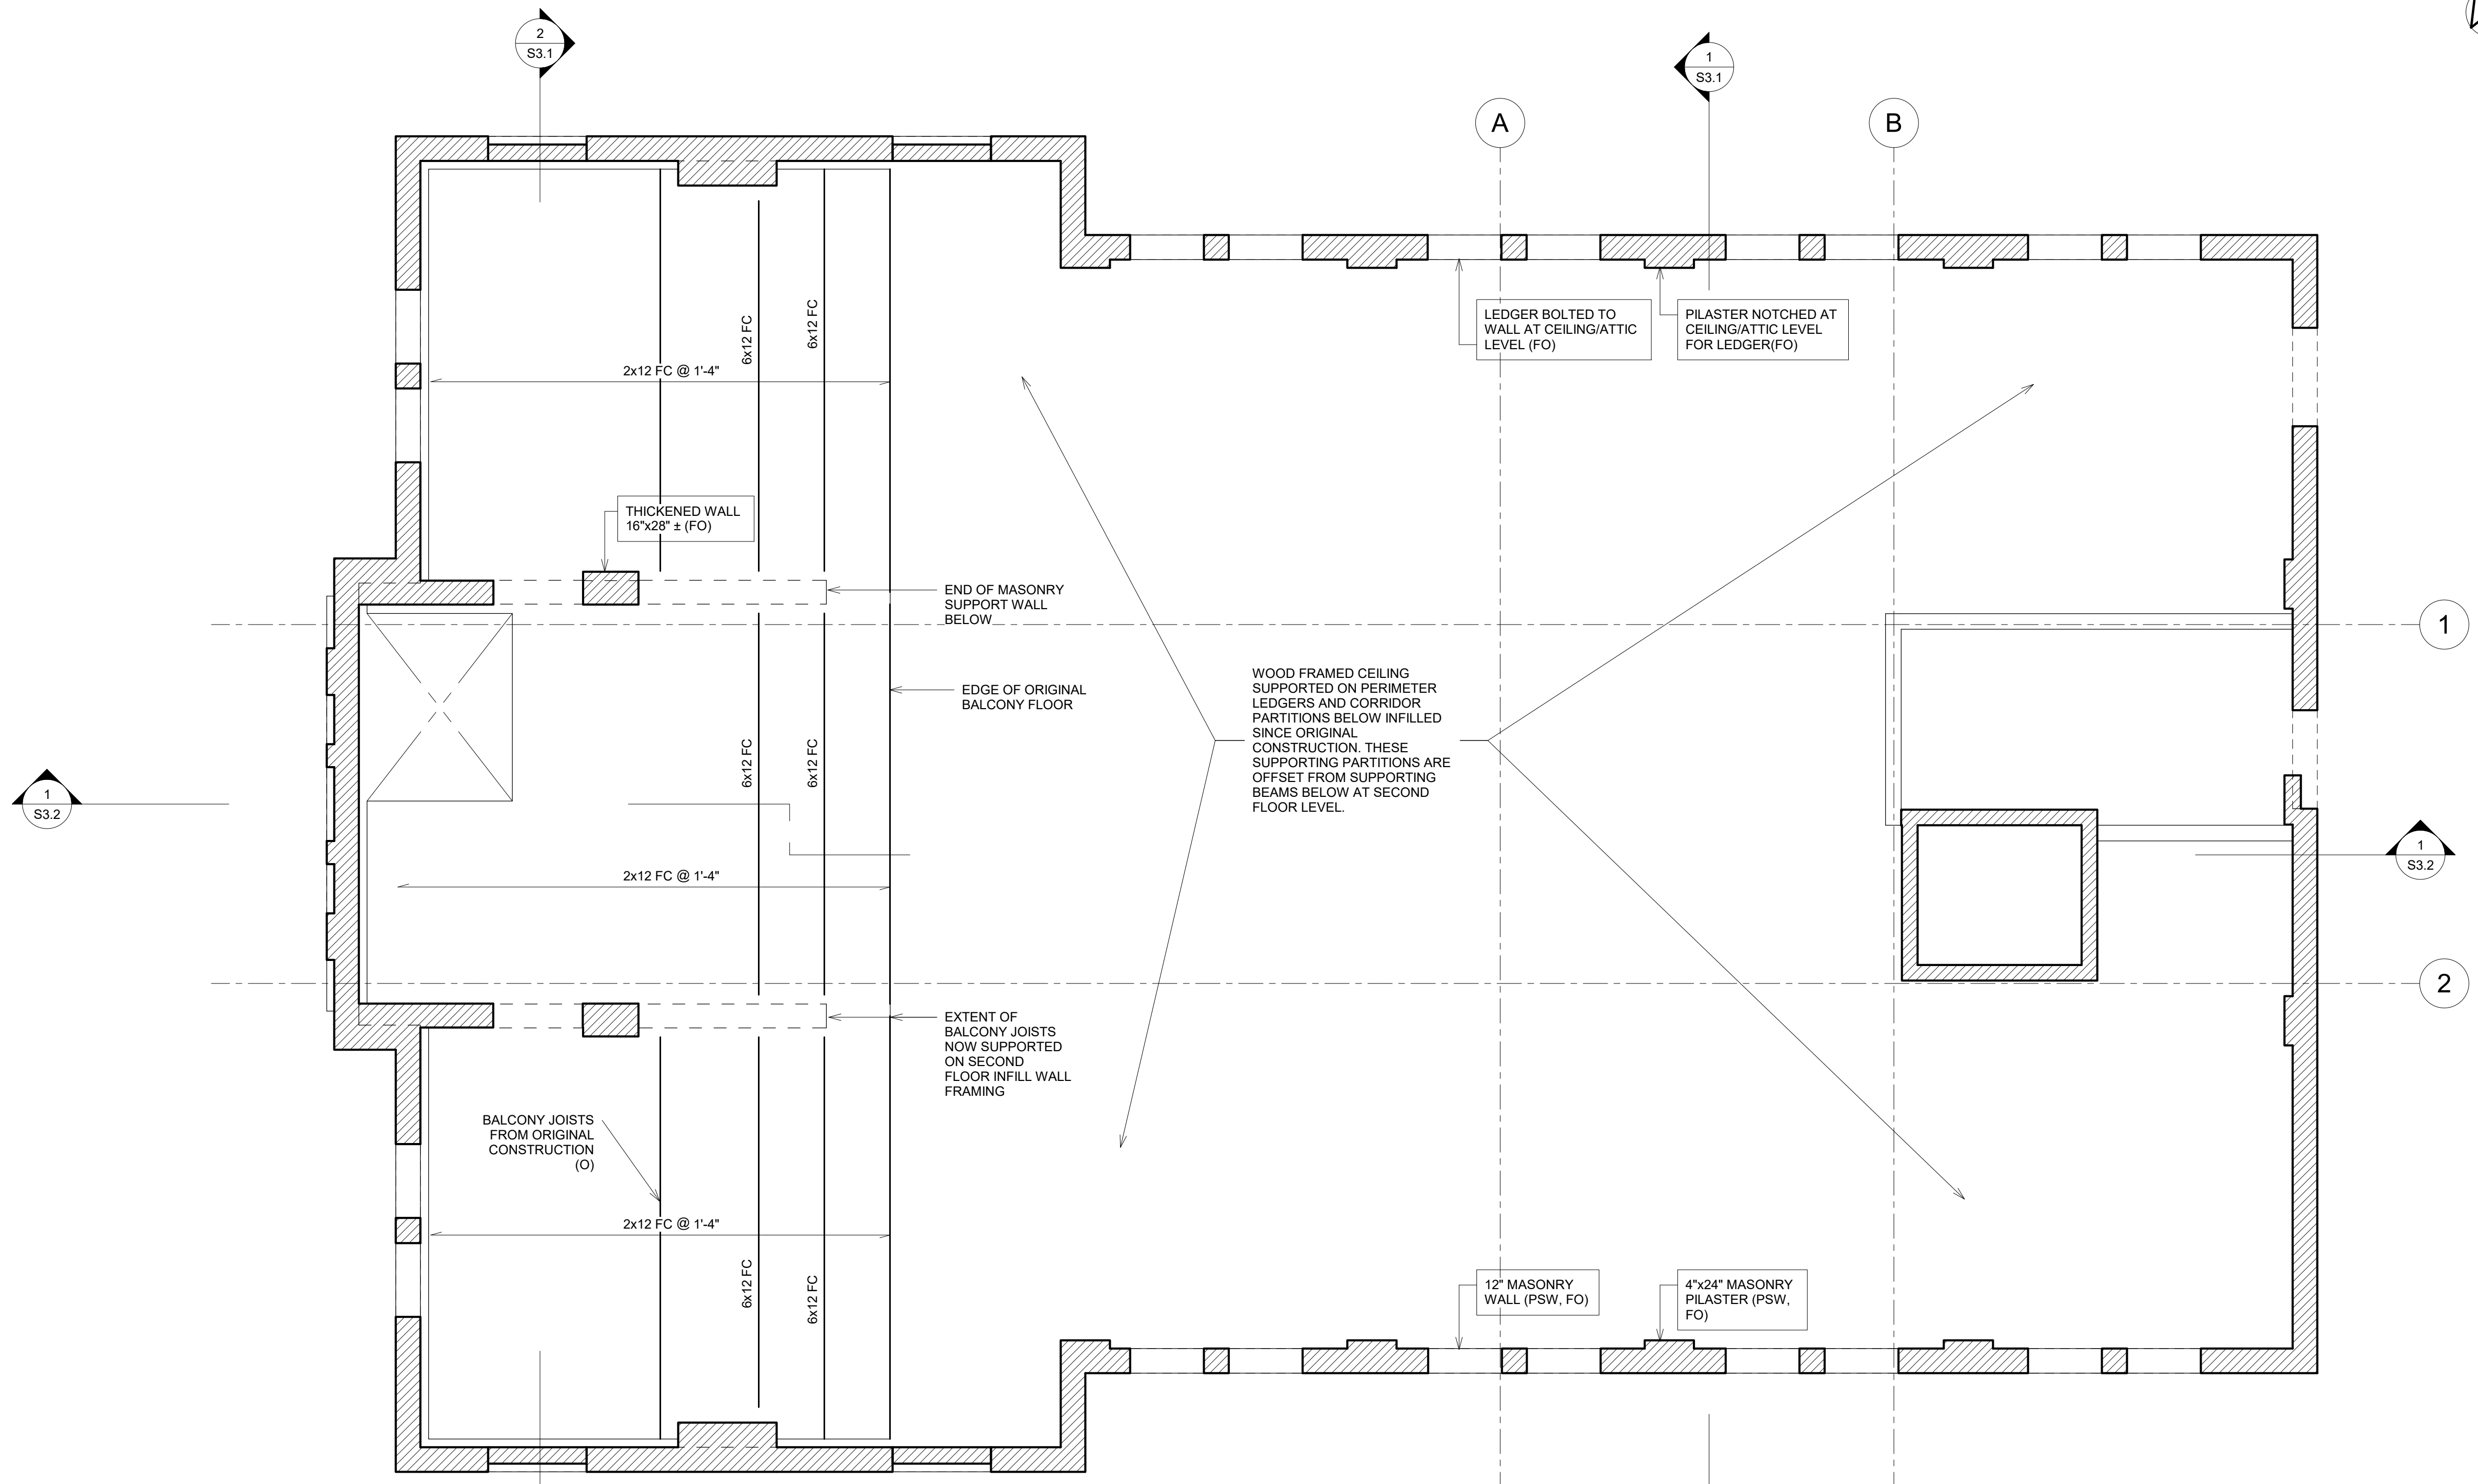 2
S3.1
1
S3.1
A
B
LEDGER BOLTED TO
WALL AT CEILING/ATTIC
LEVEL (FO)
PILASTER NOTCHED AT
CEILING/ATTIC LEVEL
FOR LEDGER(FO)
6x12 FC
6x12 FC
2x12 FC @ 1'-4"
THICKENED WALL
16"x28" ± (FO)
END OF MASONRY
SUPPORT WALL
BELOW
1
EDGE OF ORIGINAL
BALCONY FLOOR
WOOD FRAMED CEILING
SUPPORTED ON PERIMETER
LEDGERS AND CORRIDOR
PARTITIONS BELOW INFILLED
SINCE ORIGINAL
CONSTRUCTION. THESE
SUPPORTING PARTITIONS ARE
OFFSET FROM SUPPORTING
BEAMS BELOW AT SECOND
FLOOR LEVEL.
6x12 FC
6x12 FC
1
S3.2
1
S3.2
2x12 FC @ 1'-4"
2
EXTENT OF
BALCONY JOISTS
NOW SUPPORTED
ON SECOND
FLOOR INFILL WALL
FRAMING
BALCONY JOISTS
FROM ORIGINAL
CONSTRUCTION
(O)
2x12 FC @ 1'-4"
6x12 FC
6x12 FC
12" MASONRY
WALL (PSW, FO)
4"x24" MASONRY
PILASTER (PSW,
FO)